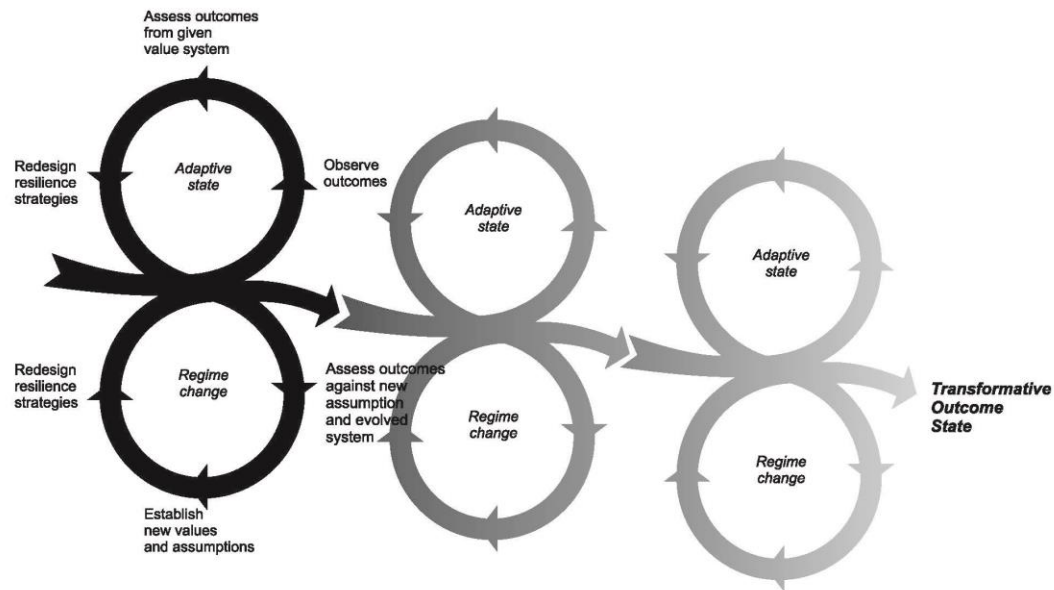 Assess outcomes
from given
value system
Redesign
resilience
strategies
Adaptive
state
Observe
outcomes
Adaptive
state
Adaptive
state
Redesign
resilience
strategies
Regime
change
Assess outcomes
against new
assumption
and evolved
system
Regime
change
Regime
change
Transformative
Outcome
State
Establish
new values
and assumptions